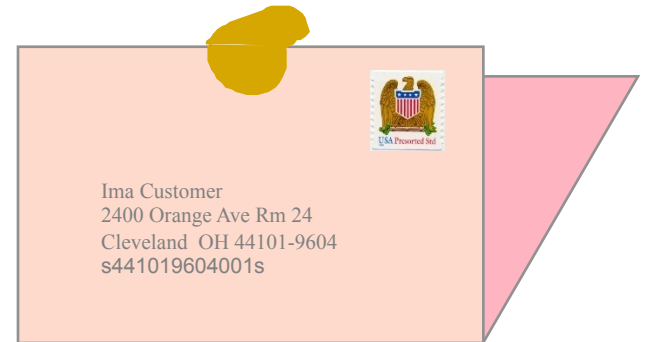 USA Presorted Std
Ima Customer
2400 Orange Ave Rm 24
Cleveland  OH 44101-9604
s441019604001s